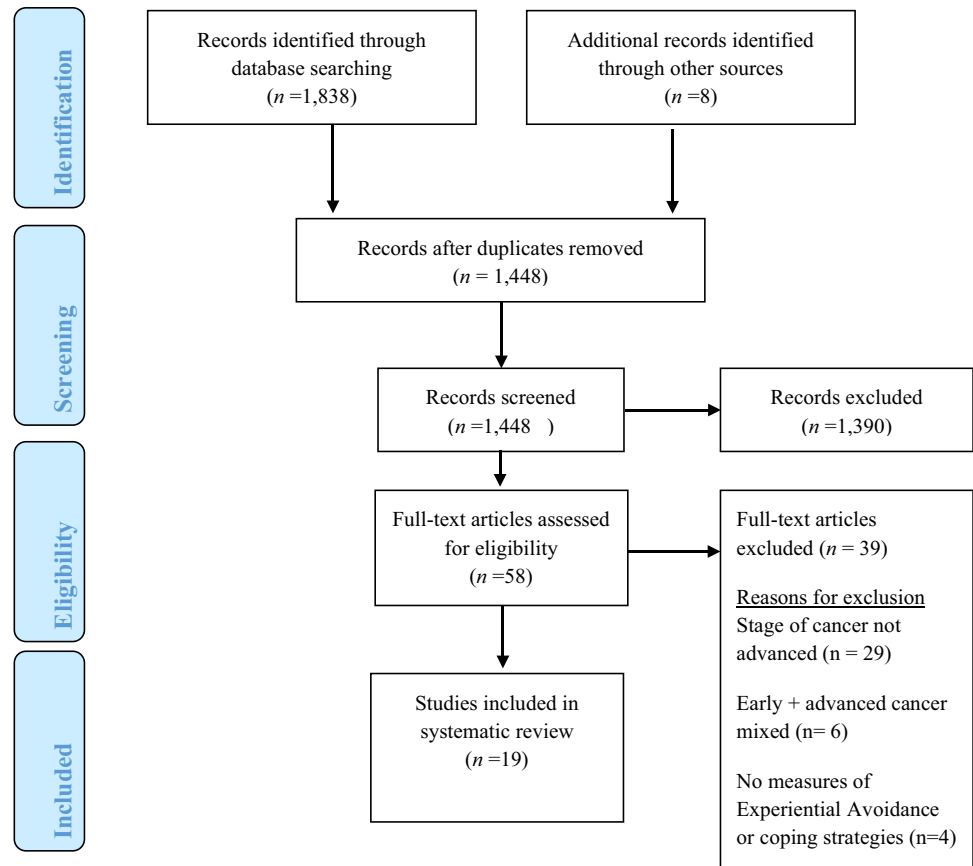 Identification
Records identified through
database searching
(n =1,838)
Additional records identified
through other sources
(n =8)
Records after duplicates removed
(n = 1,448)
Screening
Records screened
(n =1,448   )
Records excluded
(n =1,390)
Eligibility
Full-text articles assessed
for eligibility
(n =58)
Full-text articles
excluded (n = 39)
Reasons for exclusion
Stage of cancer not
advanced (n = 29)
Early + advanced cancer
mixed (n= 6)
No measures of
Experiential Avoidance
or coping strategies (n=4)
Included
Studies included in
systematic review
(n =19)